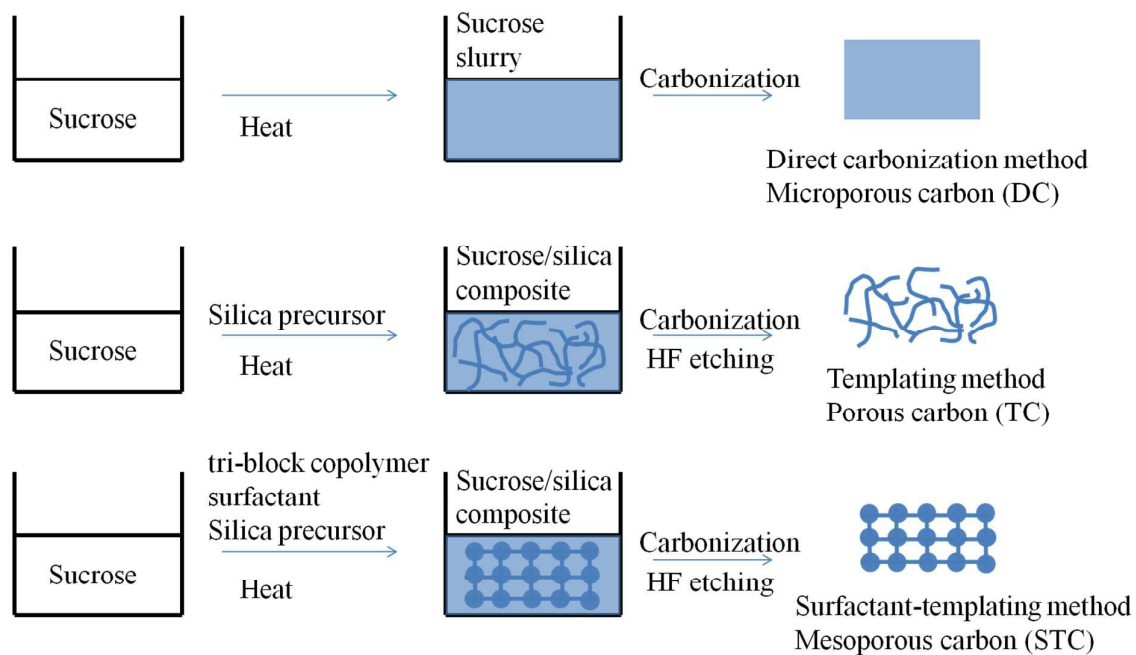 Sucrose
Heat
Sucrose
slurry
Carbonization
Direct carbonization method
Microporous carbon (DC)
Sucrose
Silica precursor
Heat
Sucrose/silica
composite
Carbonization
HF etching
Templating method
Porous carbon (TC)
Sucrose
tri-block copolymer
surfactant
Silica precursor
Heat
Sucrose/silica
composite
Carbonization
HF etching
Surfactant-templating method
Mesoporous carbon (STC)